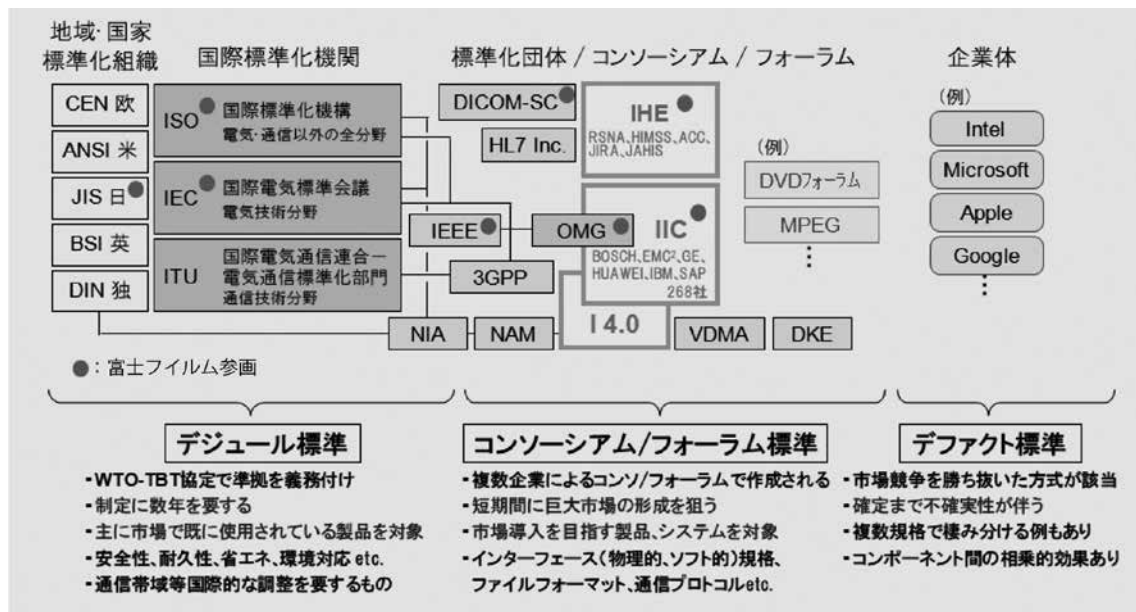 地域・国家
標準化組織
国際標準化機関
標準化団体 / コンソーシアム / フォーラム
企業体
CEN 欧
ANSI 米
JIS 日
BSI 英
DIN 独
ISO
国際標準化機構
電気・通信以外の全分野
IEC
国際電気標準会議
電気技術分野
ITU
国際電気通信連合－
電気通信標準化部門
通信技術分野
DICOM-SC
HL7 Inc.
IHE
RSNA,HIMSS,ACC,
JIRA,JAHIS
IEEE
OMG
IIC
BOSCH,EMC²,GE,
HUAWEI,IBM,SAP
268社
3GPP
I 4.0
NIA
NAM
VDMA
DKE
(例)
DVDフォーラム
MPEG
⋮
(例)
Intel
Microsoft
Apple
Google
⋮
●：富士フイルム参画
デジュール標準
・WTO-TBT協定で準拠を義務付け
・制定に数年を要する
・主に市場で既に使用されている製品を対象
・安全性、耐久性、省エネ、環境対応 etc.
・通信帯域等国際的な調整を要するもの
コンソーシアム/フォーラム標準
・複数企業によるコンソ/フォーラムで作成される
・短期間に巨大市場の形成を狙う
・市場導入を目指す製品、システムを対象
・インターフェース(物理的、ソフト的)規格、
ファイルフォーマット、通信プロトコルetc.
デファクト標準
・市場競争を勝ち抜いた方式が該当
・確定まで不確実性が伴う
・複数規格で棲み分ける例もあり
・コンポーネント間の相乗的効果あり